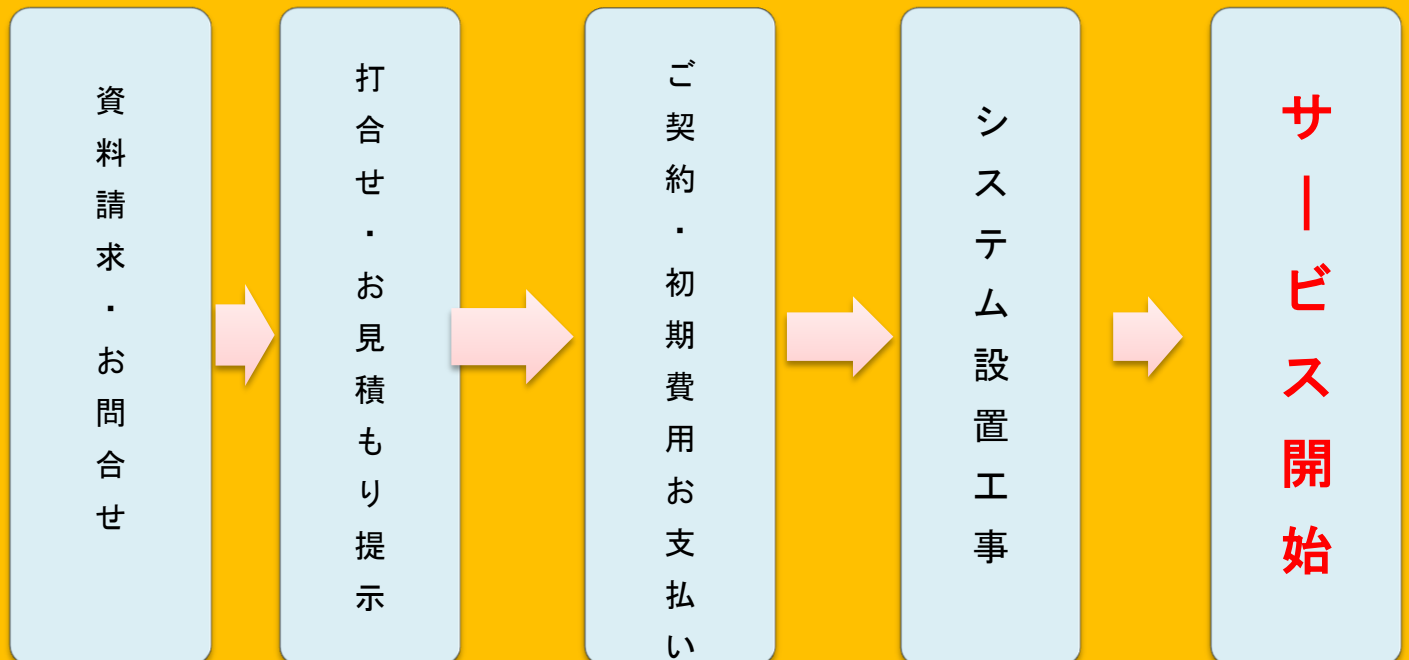 資料請求・お問合せ
打合せ・お見積もり提示
ご契約・初期費用お支払い
システム設置工事
サービス開始